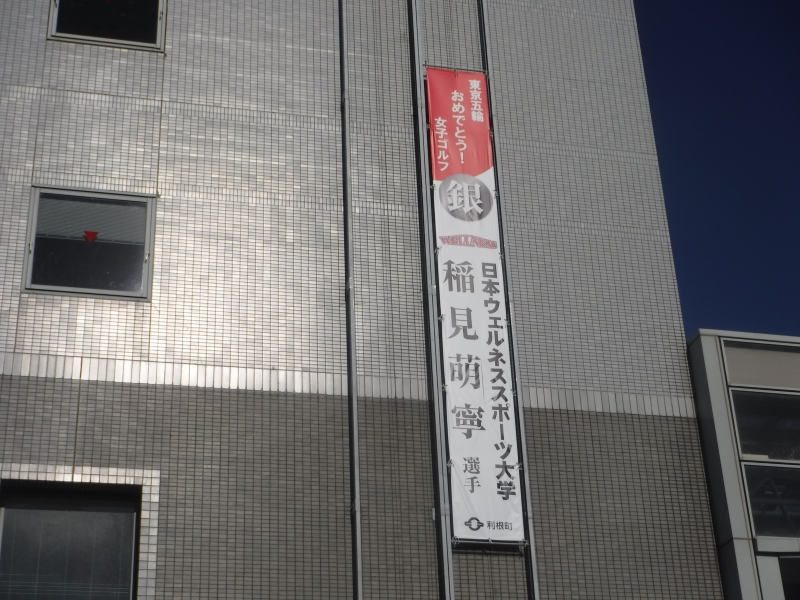 東京五輪
おめでとう！
女子ゴルフ
銀
WELLNESS
日本ウェルネススポーツ大学
稲見萌寧 選手
利根町